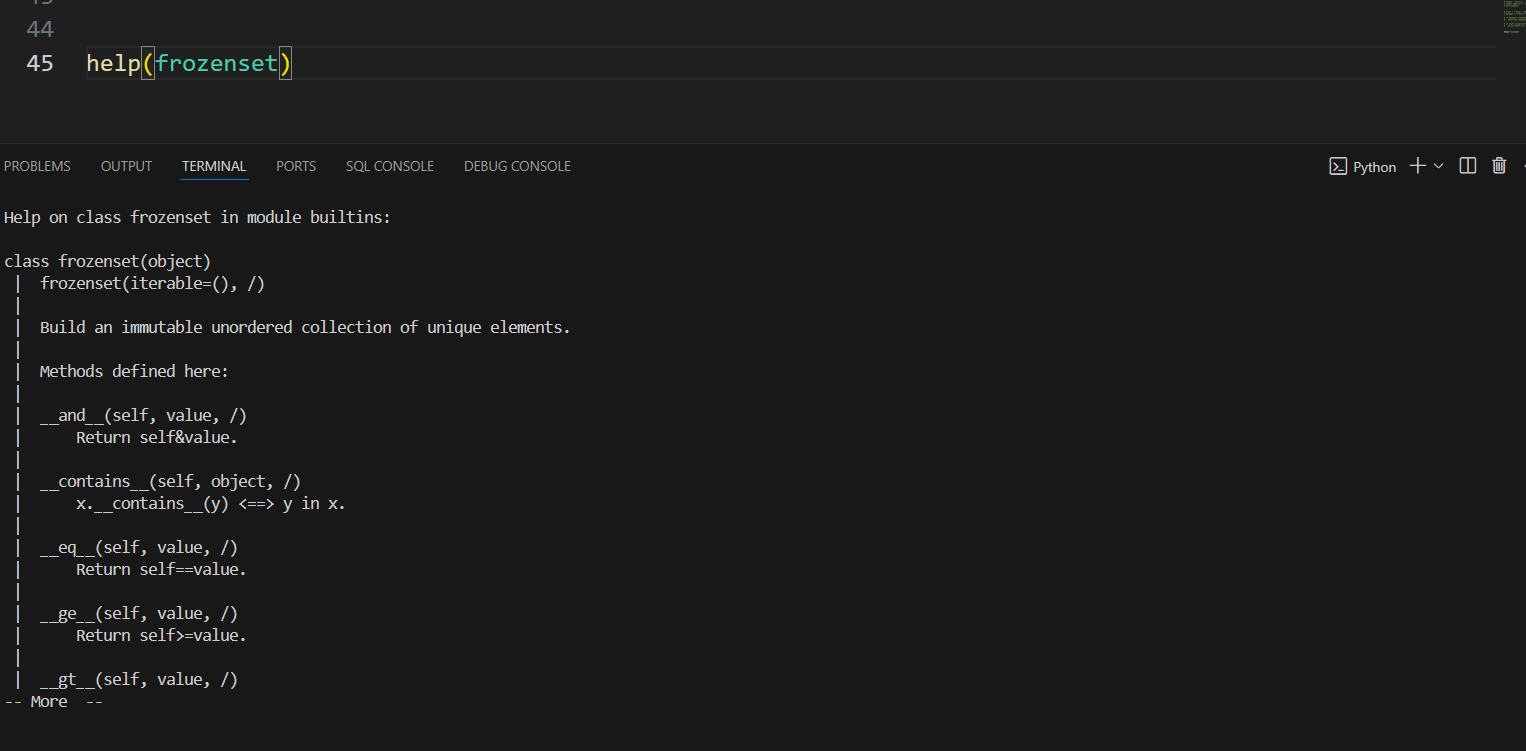 44
45 help(frozenset)
PROBLEMS OUTPUT TERMINAL PORTS SQL CONSOLE DEBUG CONSOLE Python
Help on class frozenset in module builtins:
class frozenset(object)
 |  frozenset(iterable=(), /)
 |
 |  Build an immutable unordered collection of unique elements.
 |
 |  Methods defined here:
 |
 |  __and__(self, value, /)
 |      Return self&value.
 |
 |  __contains__(self, object, /)
 |      x.__contains__(y) <==> y in x.
 |
 |  __eq__(self, value, /)
 |      Return self==value.
 |
 |  __ge__(self, value, /)
 |      Return self>=value.
 |
 |  __gt__(self, value, /)
-- More  --